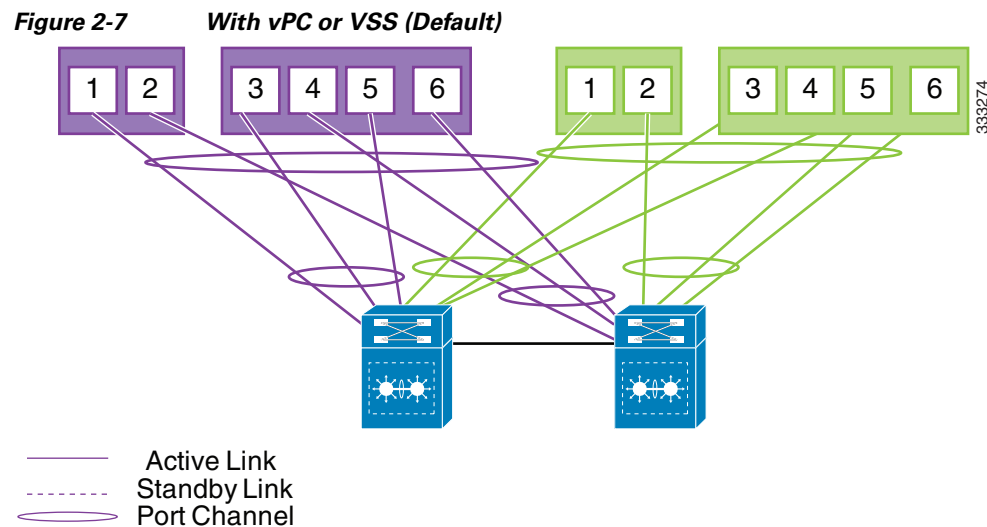 Figure 2-7 With vPC or VSS (Default)
1 2 3 4 5 6 1 2 3 4 5 6
333274
Active Link
Standby Link
Port Channel